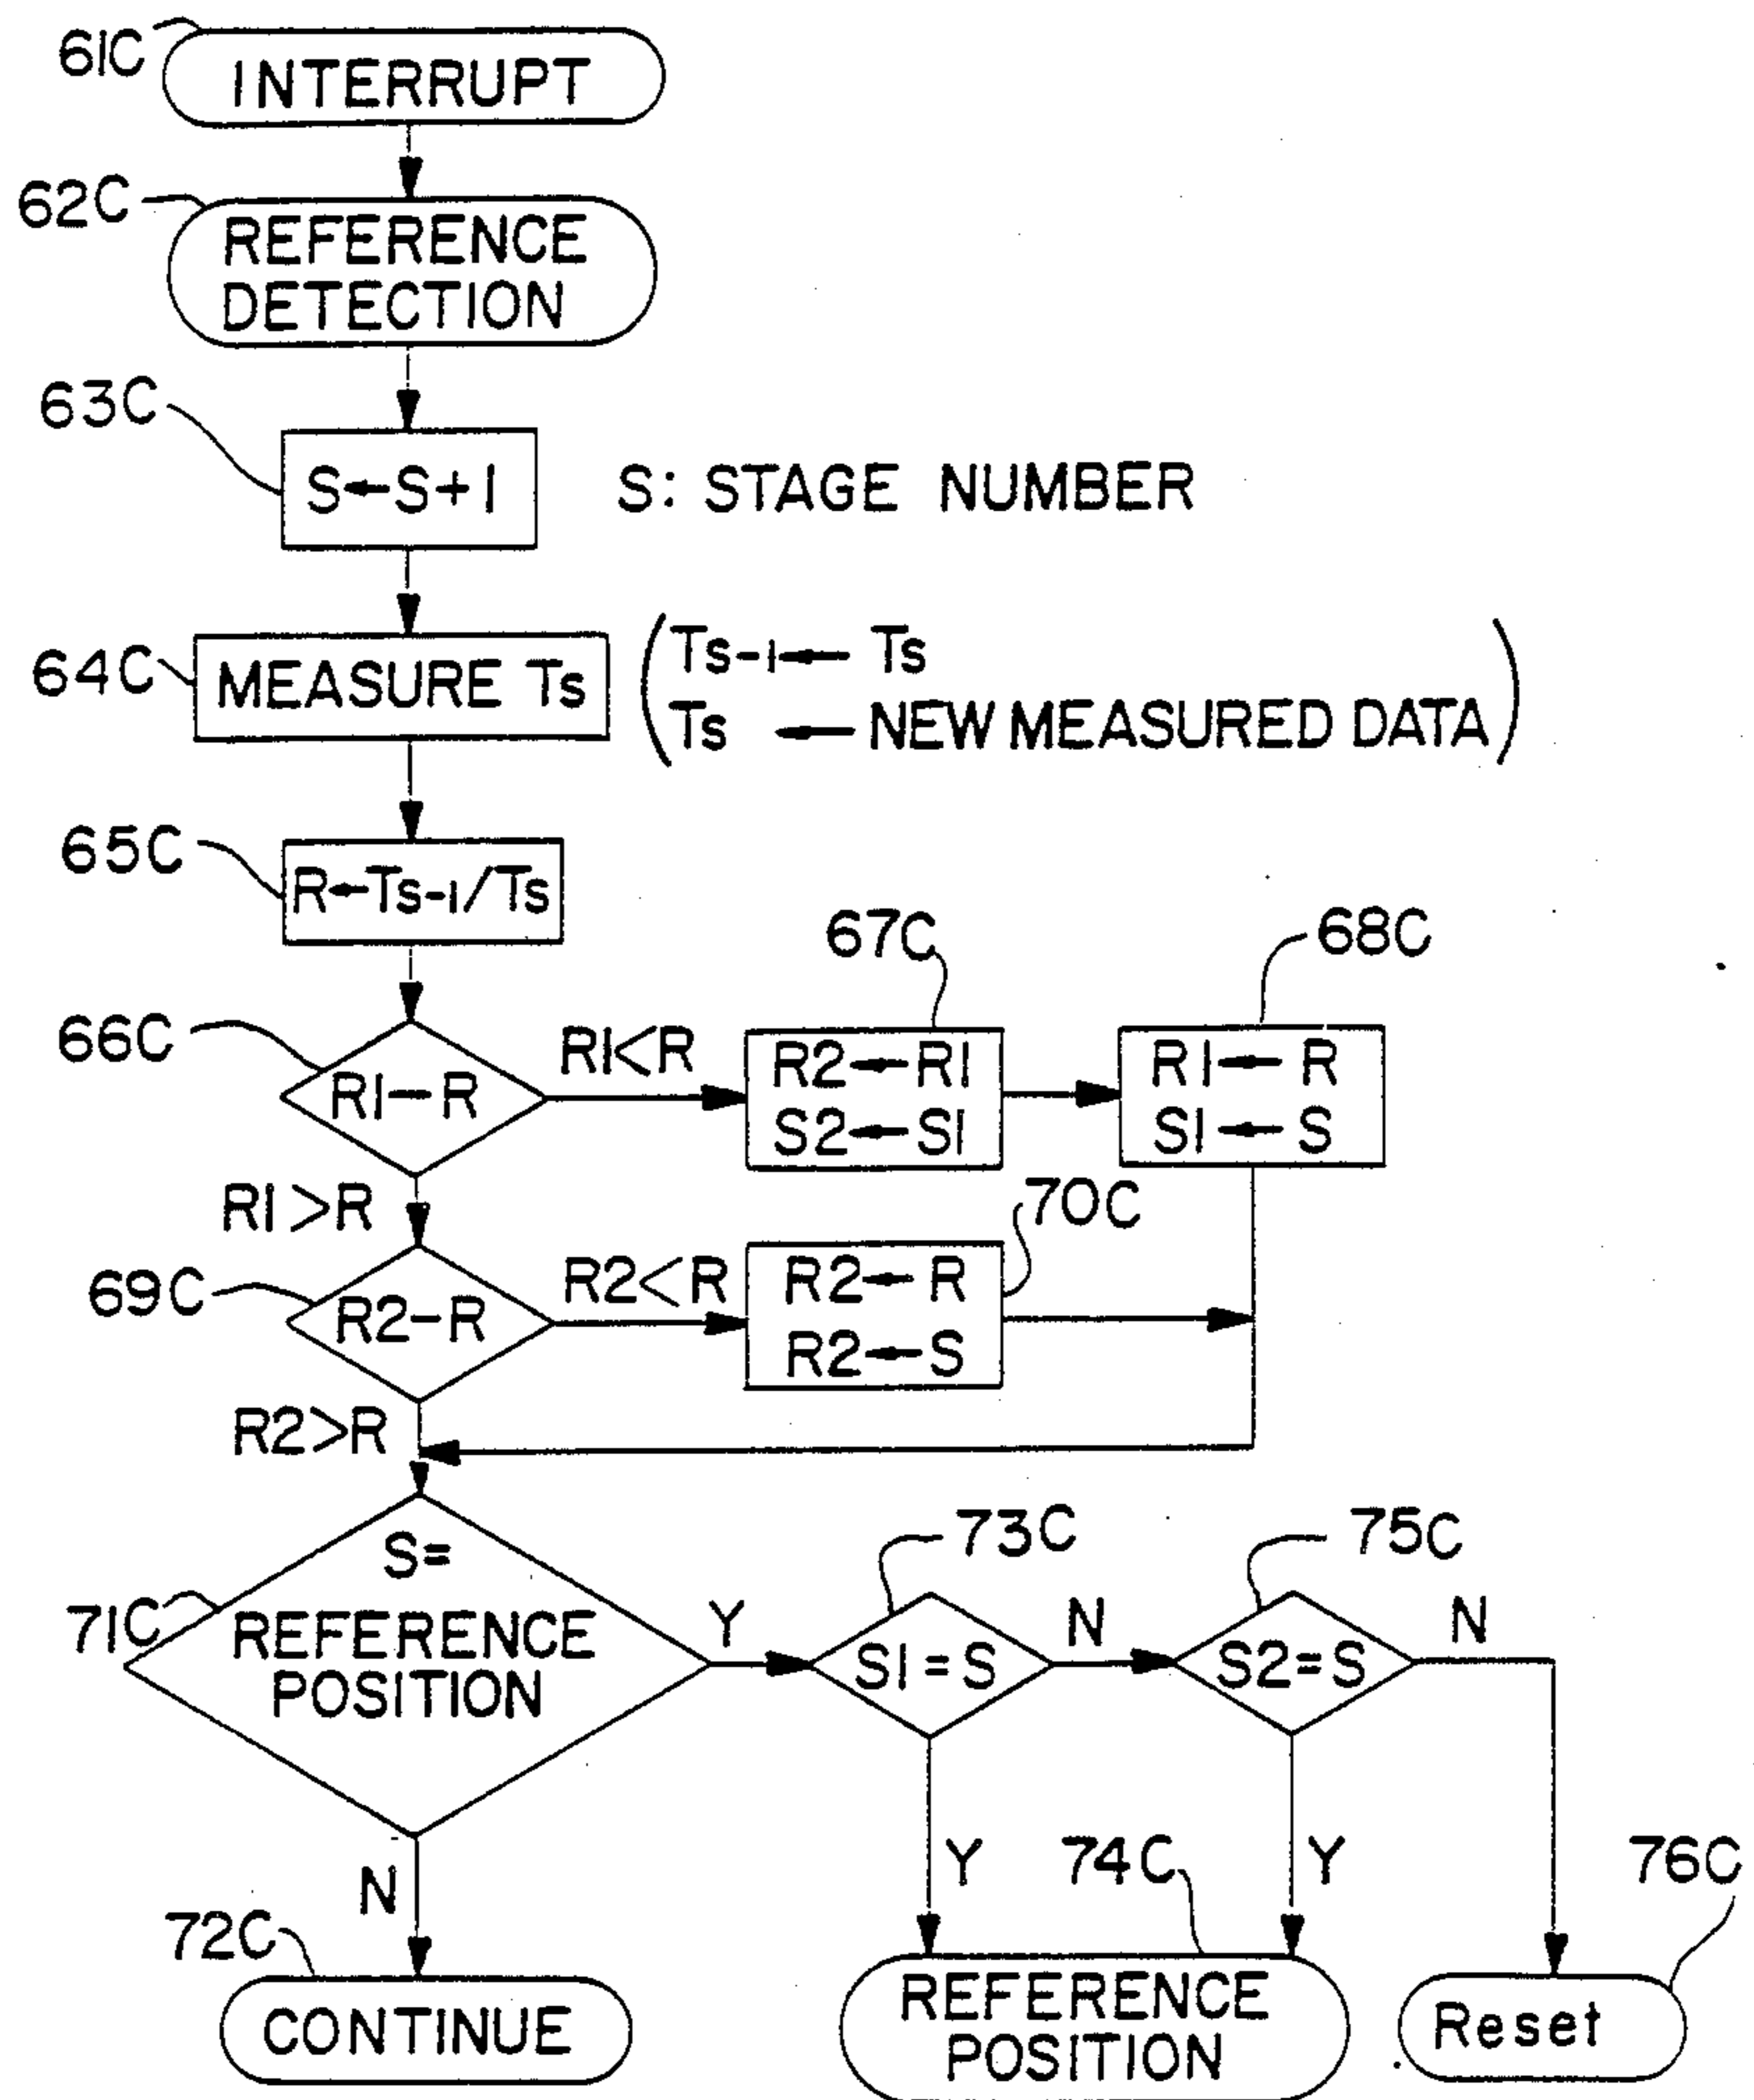 61C
INTERRUPT
62C
REFERENCE
DETECTION
63C
S←S+1
S: STAGE NUMBER
64C
MEASURE Ts
Ts-1← Ts
Ts ← NEW MEASURED DATA
65C
R←Ts-1/Ts
66C
R1-R
R1<R
67C
R2←R1
S2←S1
68C
R1←R
S1←S
R1>R
69C
R2-R
R2<R
70C
R2←R
R2←S
R2>R
71C
S=
REFERENCE
POSITION
Y
73C
S1=S
N
75C
S2=S
N
N
72C
CONTINUE
Y
74C
Y
REFERENCE
POSITION
76C
Reset